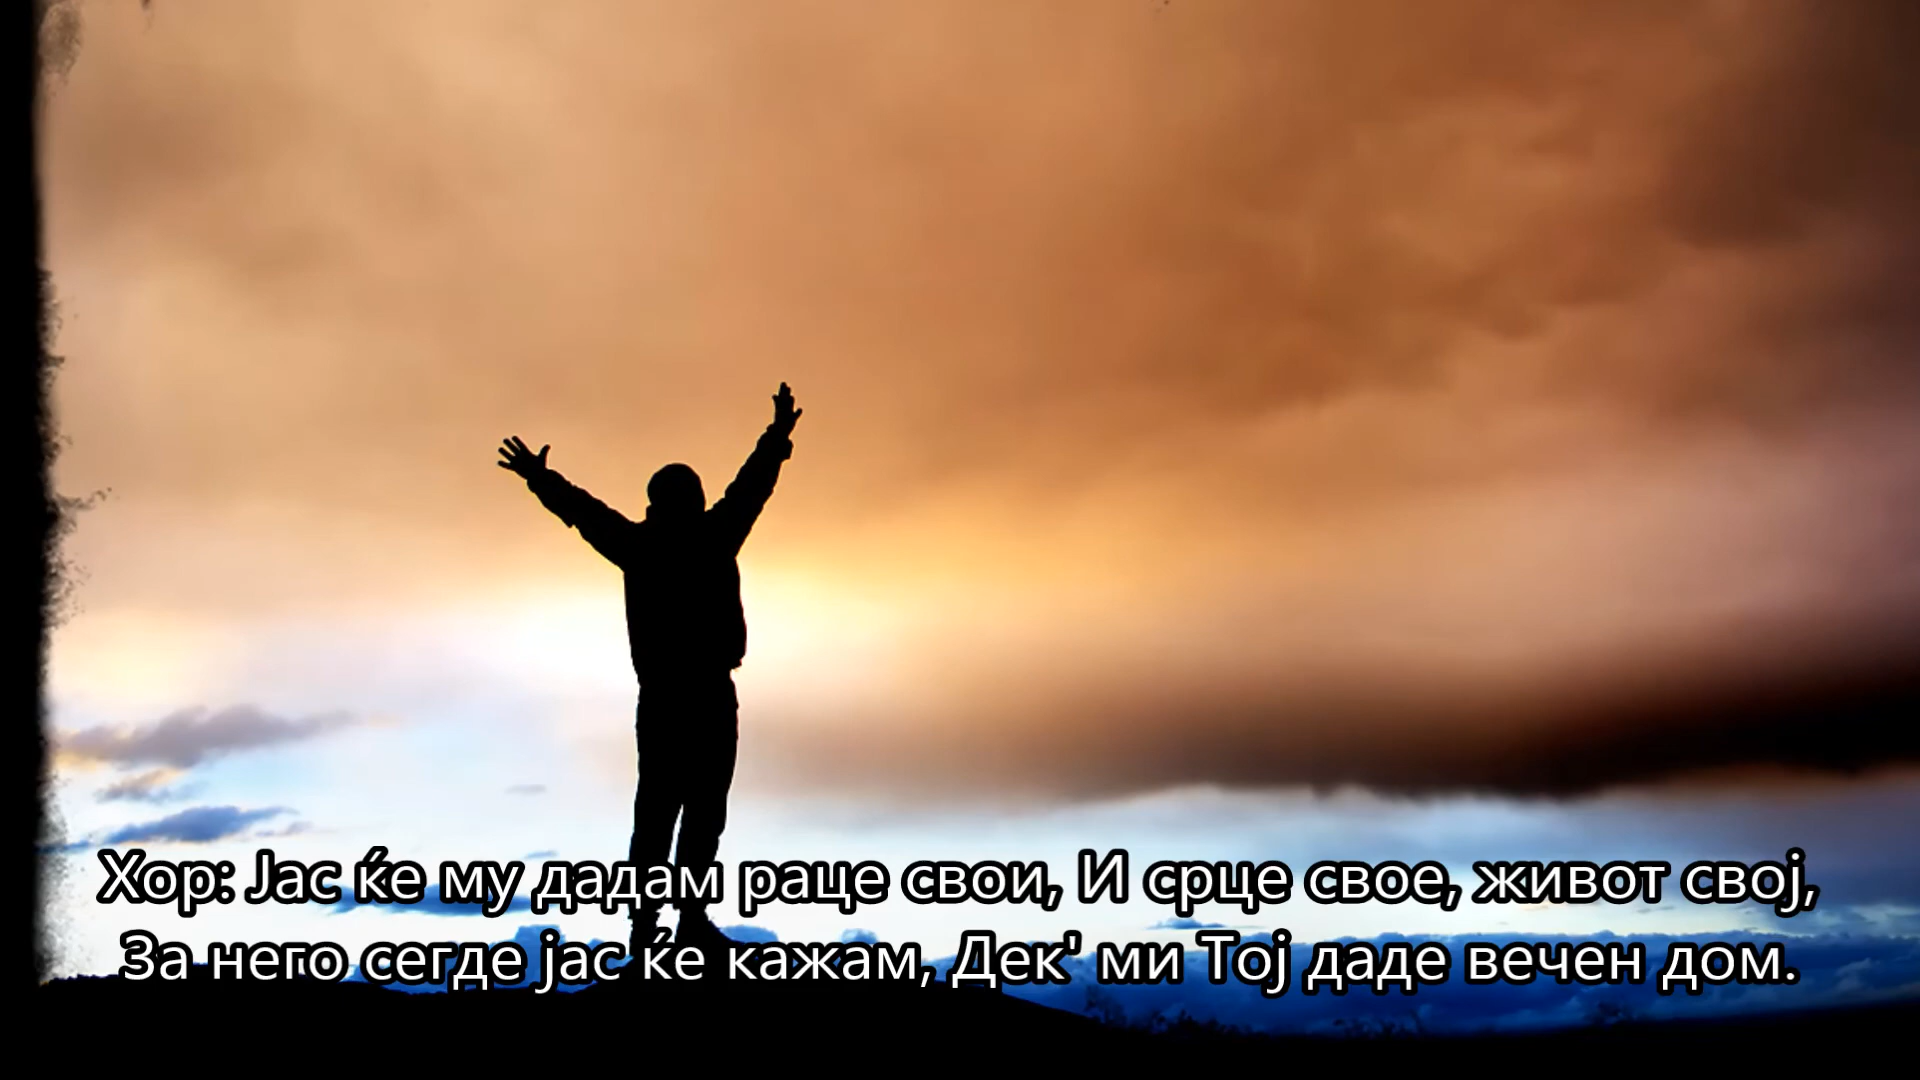 Хор: Јас ќе му дадам раце свои, И срце свое, живот свој,
За него сегде јас ќе кажам, Дек' ми Тој даде вечен дом.